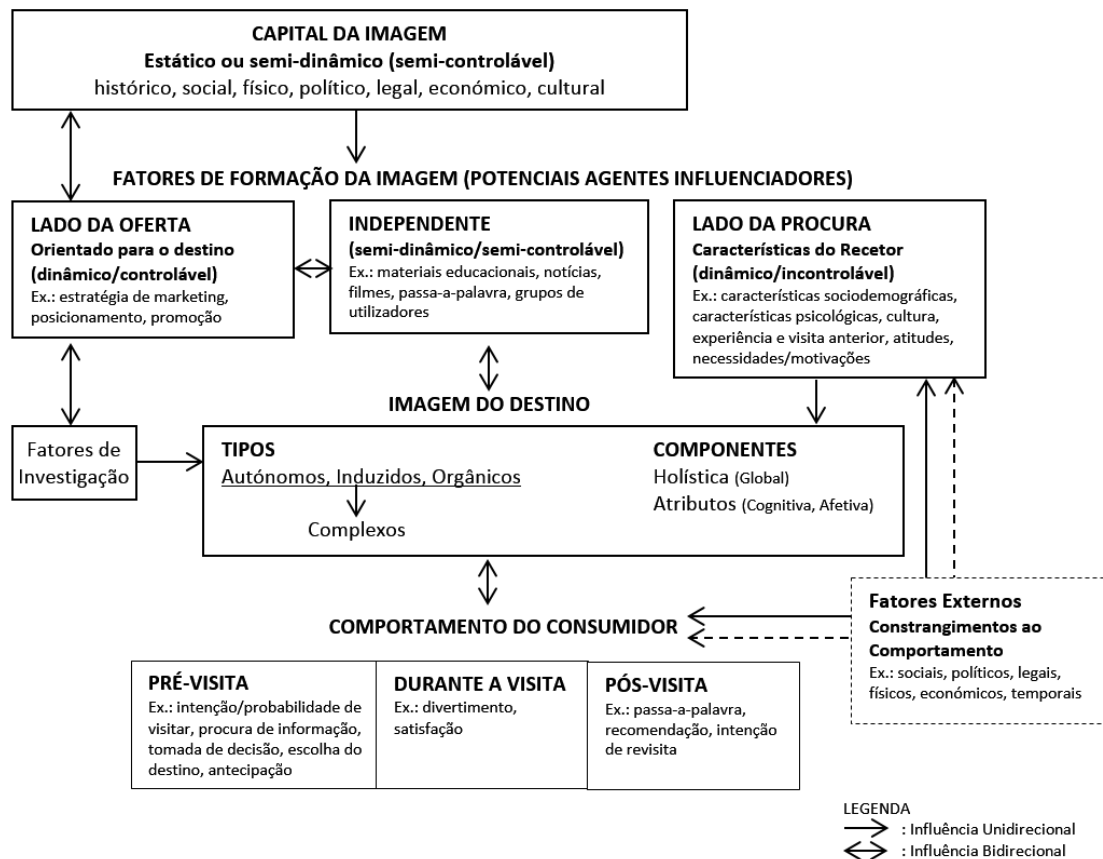 CAPITAL DA IMAGEM
Estático ou semi-dinâmico (semi-controlável)
histórico, social, físico, político, legal, económico, cultural
FATORES DE FORMAÇÃO DA IMAGEM (POTENCIAIS AGENTES INFLUENCIADORES)
LADO DA OFERTA
Orientado para o destino
(dinâmico/controlável)
Ex.: estratégia de marketing,
posicionamento, promoção
INDEPENDENTE
(semi-dinâmico/semi-controlável)
Ex.: materiais educacionais, notícias,
filmes, passa-a-palavra, grupos de
utilizadores
LADO DA PROCURA
Características do Recetor
(dinâmico/incontrolável)
Ex.: características sociodemográficas,
características psicológicas, cultura,
experiência e visita anterior, atitudes,
necessidades/motivações
IMAGEM DO DESTINO
Fatores de
Investigação
TIPOS
Autónomos, Induzidos, Orgânicos
Complexos
COMPONENTES
Holística (Global)
Atributos (Cognitiva, Afetiva)
Fatores Externos
Constrangimentos ao
Comportamento
Ex.: sociais, políticos, legais,
físicos, económicos, temporais
COMPORTAMENTO DO CONSUMIDOR
PRÉ-VISITA
Ex.: intenção/probabilidade de
visitar, procura de informação,
tomada de decisão, escolha do
destino, antecipação
DURANTE A VISITA
Ex.: divertimento,
satisfação
PÓS-VISITA
Ex.: passa-a-palavra,
recomendação, intenção
de revisita
LEGENDA
: Influência Unidirecional
: Influência Bidirecional